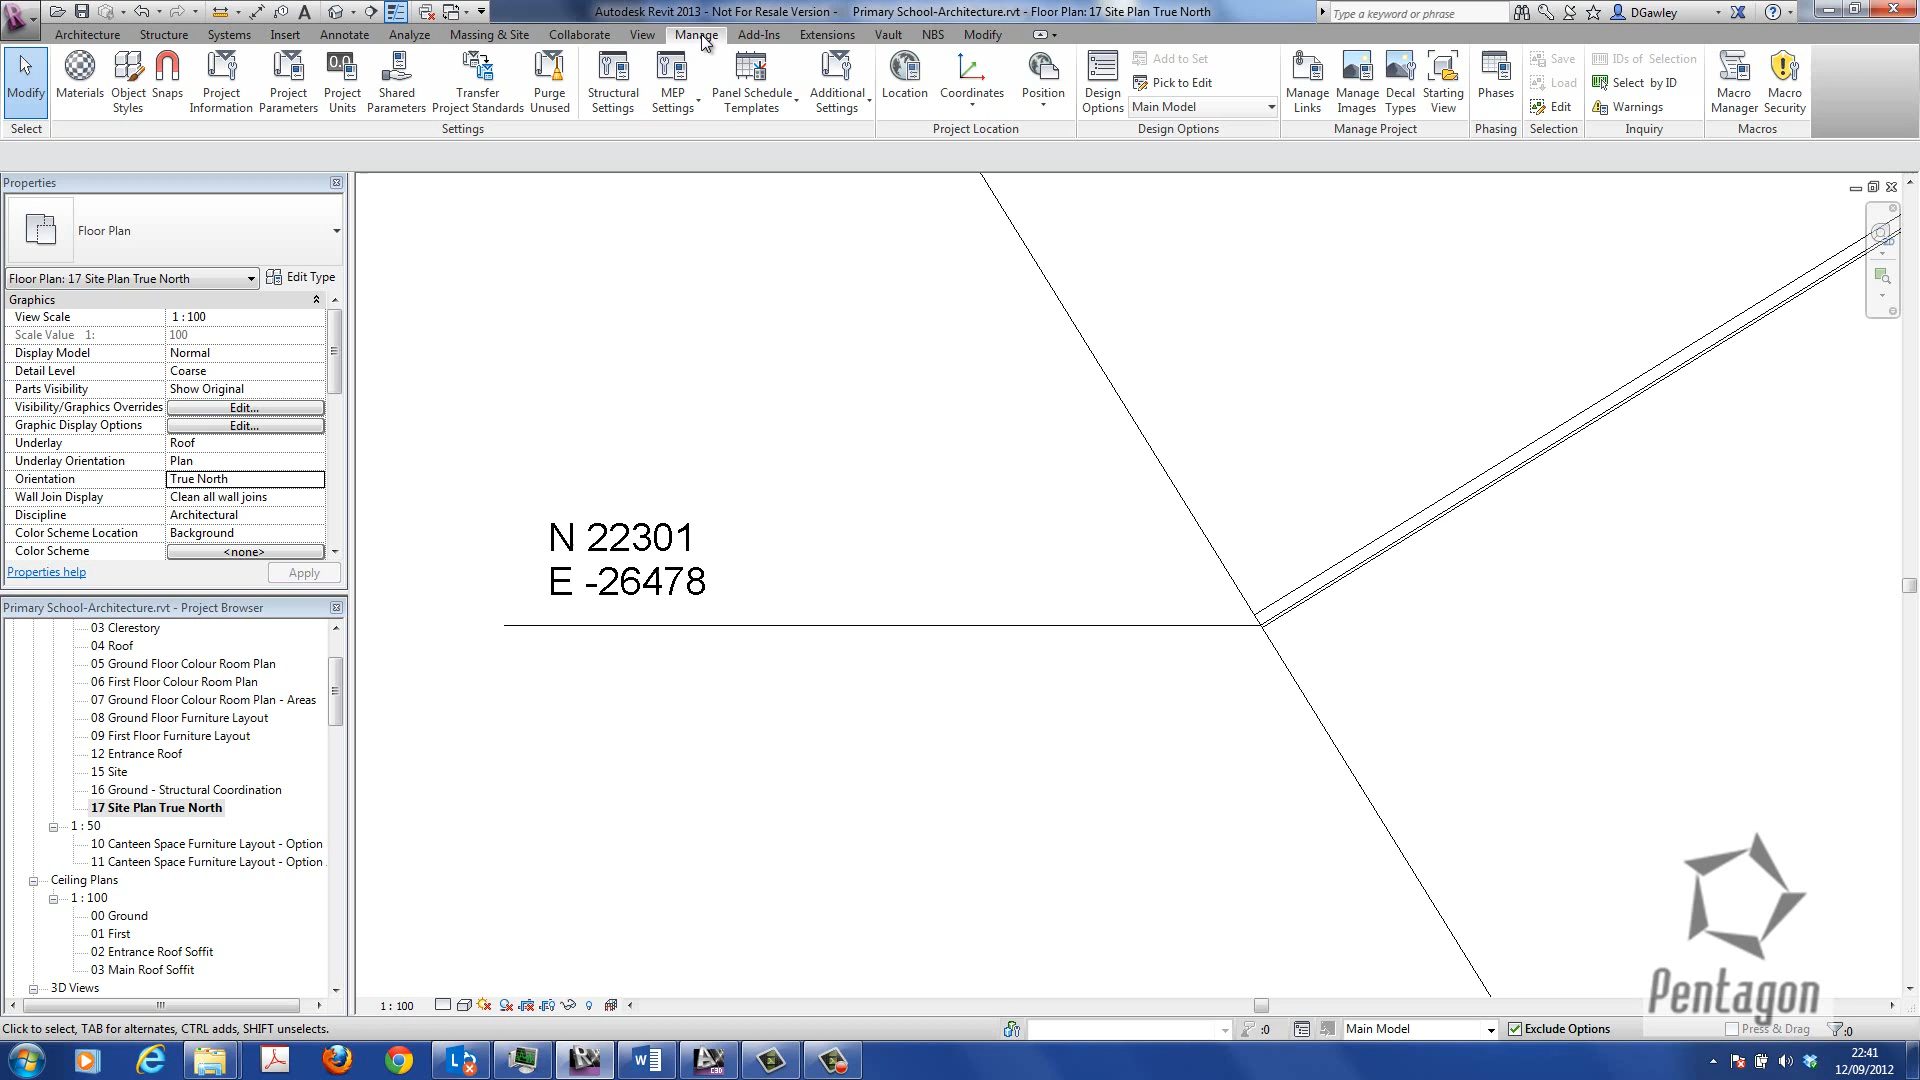 Autodesk Revit 2013 - Not For Resale Version - Primary School-Architecture.rvt - Floor Plan: 17 Site Plan True North
Type a keyword or phrase
DGawley
Architecture Structure Systems Insert Annotate Analyze Massing & Site Collaborate View Manage Add-Ins Extensions Vault NBS Modify
Modify
Materials
Object Styles
Snaps
Project Information
Project Parameters
Project Units
Shared Parameters
Transfer Project Standards
Purge Unused
Structural Settings
MEP Settings
Panel Schedule Templates
Additional Settings
Location
Coordinates
Position
Design Options
Add to Set
Pick to Edit
Main Model
Manage Links
Manage Images
Decal Types
Starting View
Phases
Save
Load
Edit
IDs of Selection
Select by ID
Warnings
Macro Manager
Macro Security
Select
Settings
Project Location
Design Options
Manage Project
Phasing
Selection
Inquiry
Macros
Properties
Floor Plan
Floor Plan: 17 Site Plan True North
Edit Type
Graphics
View Scale 1 : 100
Scale Value 1: 100
Display Model Normal
Detail Level Coarse
Parts Visibility Show Original
Visibility/Graphics Overrides Edit...
Graphic Display Options Edit...
Underlay Roof
Underlay Orientation Plan
Orientation True North
Wall Join Display Clean all wall joins
Discipline Architectural
Color Scheme Location Background
Color Scheme <none>
Properties help
Apply
Primary School-Architecture.rvt - Project Browser
03 Clerestory
04 Roof
05 Ground Floor Colour Room Plan
06 First Floor Colour Room Plan
07 Ground Floor Colour Room Plan - Areas
08 Ground Floor Furniture Layout
09 First Floor Furniture Layout
12 Entrance Roof
15 Site
16 Ground - Structural Coordination
17 Site Plan True North
1 : 50
10 Canteen Space Furniture Layout - Option
11 Canteen Space Furniture Layout - Option
Ceiling Plans
1 : 100
00 Ground
01 First
02 Entrance Roof Soffit
03 Main Roof Soffit
3D Views
N 22301
E -26478
Pentagon
1 : 100
Click to select, TAB for alternates, CTRL adds, SHIFT unselects.
:0
Main Model
Exclude Options
Press & Drag
:0
22:41
12/09/2012